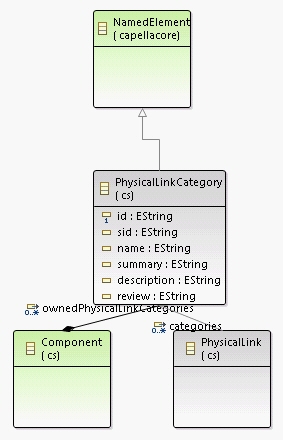 NamedElement
(capellacore)
PhysicalLinkCategory
(cs)
id : EString
sid : EString
name : EString
summary : EString
description : EString
review : EString
ownedPhysicalLinkCategories
0..*
categories
0..*
Component
(cs)
PhysicalLink
(cs)